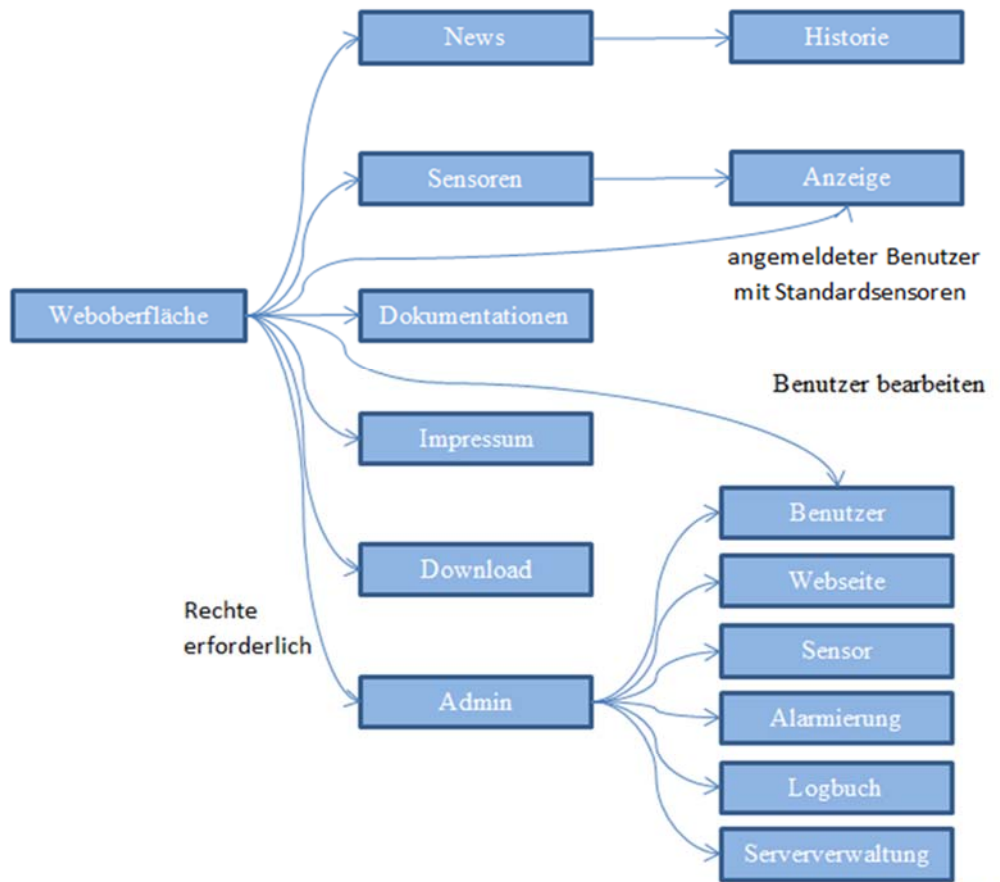 News
Historie
Sensoren
Anzeige
angemeldeter Benutzer
mit Standardsensoren
Weboberfläche
Dokumentationen
Benutzer bearbeiten
Impressum
Benutzer
Download
Webseite
Rechte
erforderlich
Sensor
Admin
Alarmierung
Logbuch
Serververwaltung